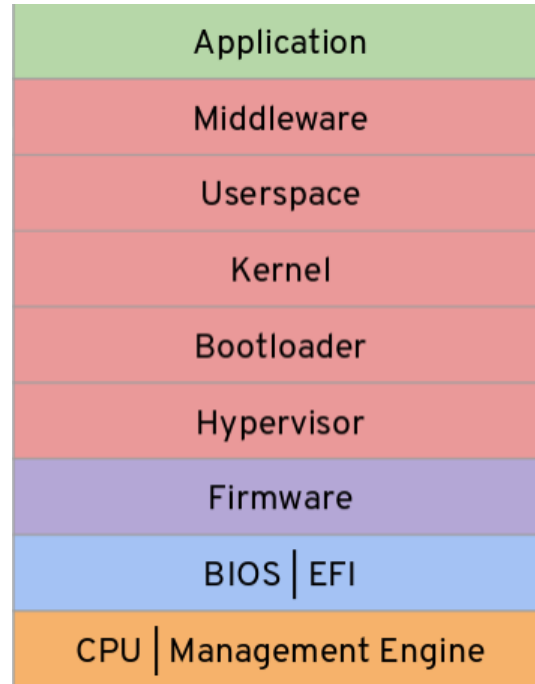 Application
Middleware
Userspace
Kernel
Bootloader
Hypervisor
Firmware
BIOS | EFI
CPU | Management Engine